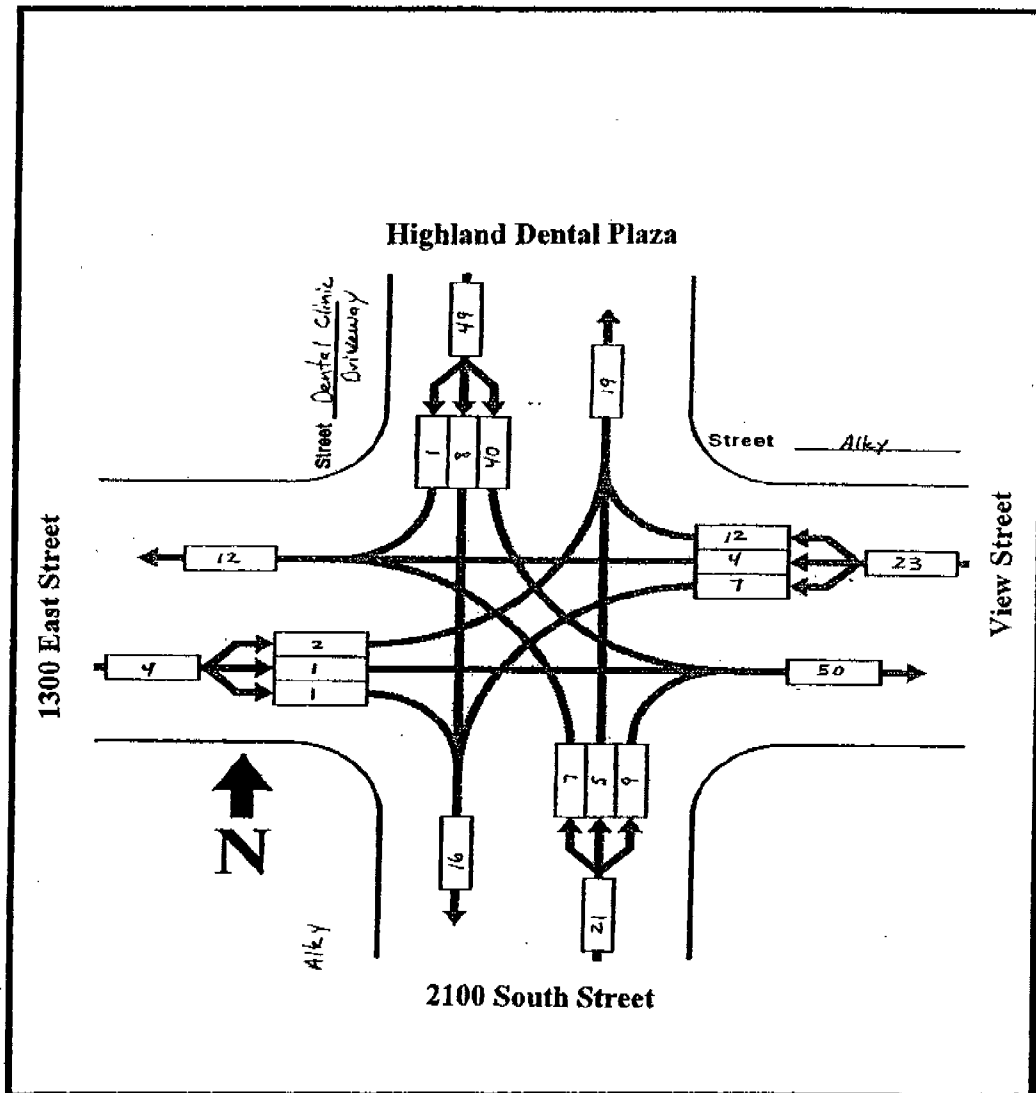 Highland Dental Plaza
Street Dental Clinic
Driveway
49
1 8 40
19
Street Alky
12
12
4
7
23
12
1300 East Street
View Street
4
2
1
1
50
N
7 5 9
16
21
Alky
2100 South Street